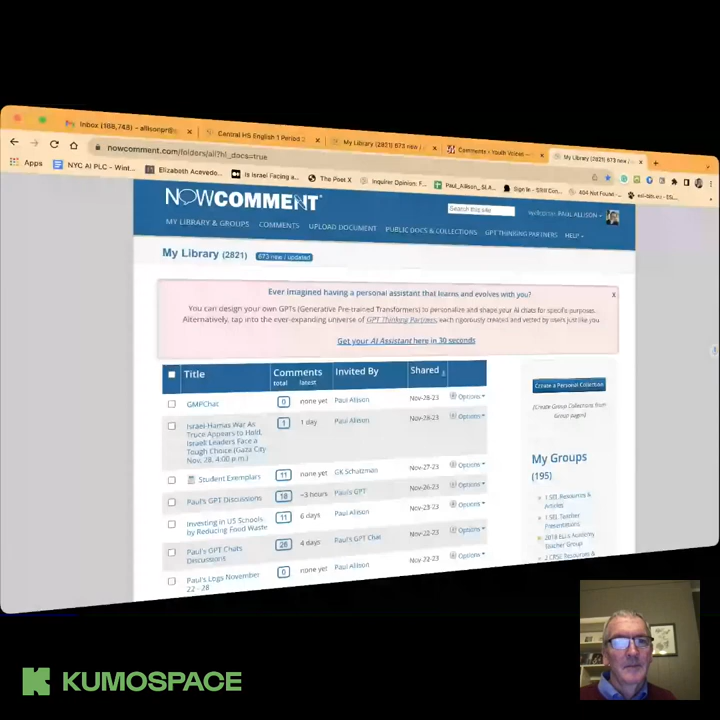 Inbox (168,748) - allisonpr@
Central HS English 1 Period 2
My Library (2821) 673 new /
Comments - Youth Voices
My Library (2821) 673 new / u
nowcomment.com/folders/all?hl_docs=true
Apps
NYC AI PLC - Wint...
Elizabeth Acevedo...
Is Israel Facing a...
The Poet X
Inquirer Opinion: F...
Paul_Allison_SLA...
Sign in
404 Not Found
NOWCOMMENT
Search this site
Welcome PAUL ALLISON
MY LIBRARY & GROUPS
COMMENTS
UPLOAD DOCUMENT
PUBLIC DOCS & COLLECTIONS
GPT THINKING PARTNERS
HELP
My Library (2821)
673 new / updated
Ever imagined having a personal assistant that learns and evolves with you?
x
You can design your own GPTs (Generative Pre-trained Transformers) to personalize and shape your AI chats for specific purposes.
Alternatively, tap into the ever-expanding universe of GPT Thinking Partners, each rigorously created and vetted by users just like you.
Get your AI Assistant here in 30 seconds
Title
Comments
total latest
Invited By
Shared
GMPChat
0
none yet
Paul Allison
Nov-28-23
Options
Israel-Hamas War As
Truce Appears to Hold,
Israeli Leaders Face a
Tough Choice (Gaza City
Nov. 28, 4:00 p.m.)
1
1 day
Paul Allison
Nov-28-23
Options
Student Exemplars
11
none yet
GK Schatzman
Nov-27-23
Options
Paul's GPT Discussions
18
~3 hours
Paul's GPT
Nov-26-23
Options
Investing in US Schools
by Reducing Food Waste
11
6 days
Paul Allison
Nov-23-23
Options
Paul's GPT Chats
Discussions
26
4 days
Paul's GPT Chat
Nov-22-23
Options
Paul's Logs November
22 - 28
0
none yet
Paul Allison
Nov-22-23
Options
Create a Personal Collection
(Create Group Collections from
Group pages)
My Groups
(195)
1 SEL Resources &
Articles
1 SEL Teacher
Presentations
2018 ELLs Academy
Teacher Group
2 CRSE Resources &
KUMOSPACE